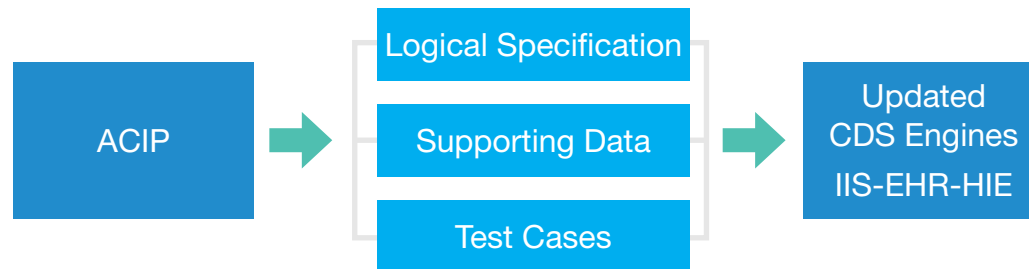 ACIP
Logical Specification
Supporting Data
Test Cases
Updated
CDS Engines
IIS-EHR-HIE